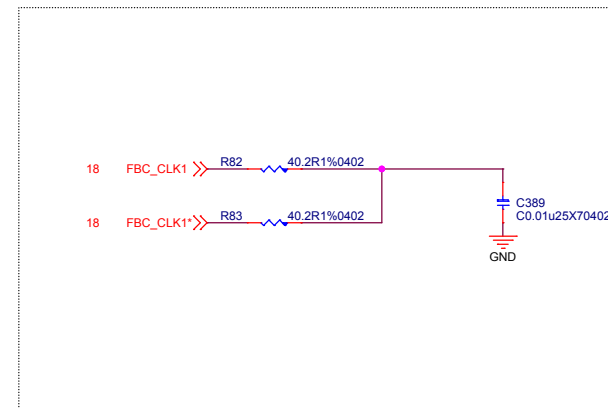 18 FBC_CLK1 R82 40.2R1%0402
18 FBC_CLK1* R83 40.2R1%0402
C389
C0.01u25X70402
GND